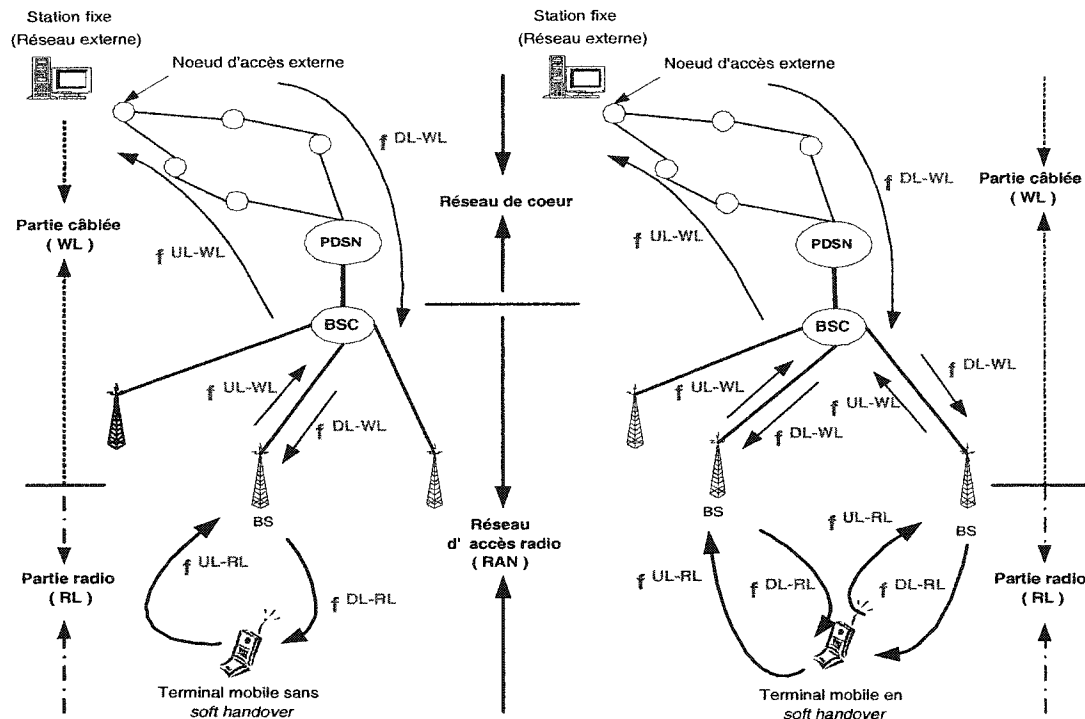 Station fixe
(Réseau externe)
Noeud d'accès externe
f DL-WL
Partie câblée
( WL )
f UL-WL
PDSN
BSC
f UL-WL
f DL-WL
BS
Partie radio
( RL )
f UL-RL
f DL-RL
Terminal mobile sans
soft handover
Réseau de coeur
Réseau
d' accès radio
( RAN )
Station fixe
(Réseau externe)
Noeud d'accès externe
f DL-WL
Partie câblée
( WL )
f UL-WL
PDSN
BSC
f UL-WL
f DL-WL
f UL-WL
f DL-WL
BS
BS
f UL-RL
f DL-RL
f UL-RL
f DL-RL
Partie radio
( RL )
Terminal mobile en
soft handover